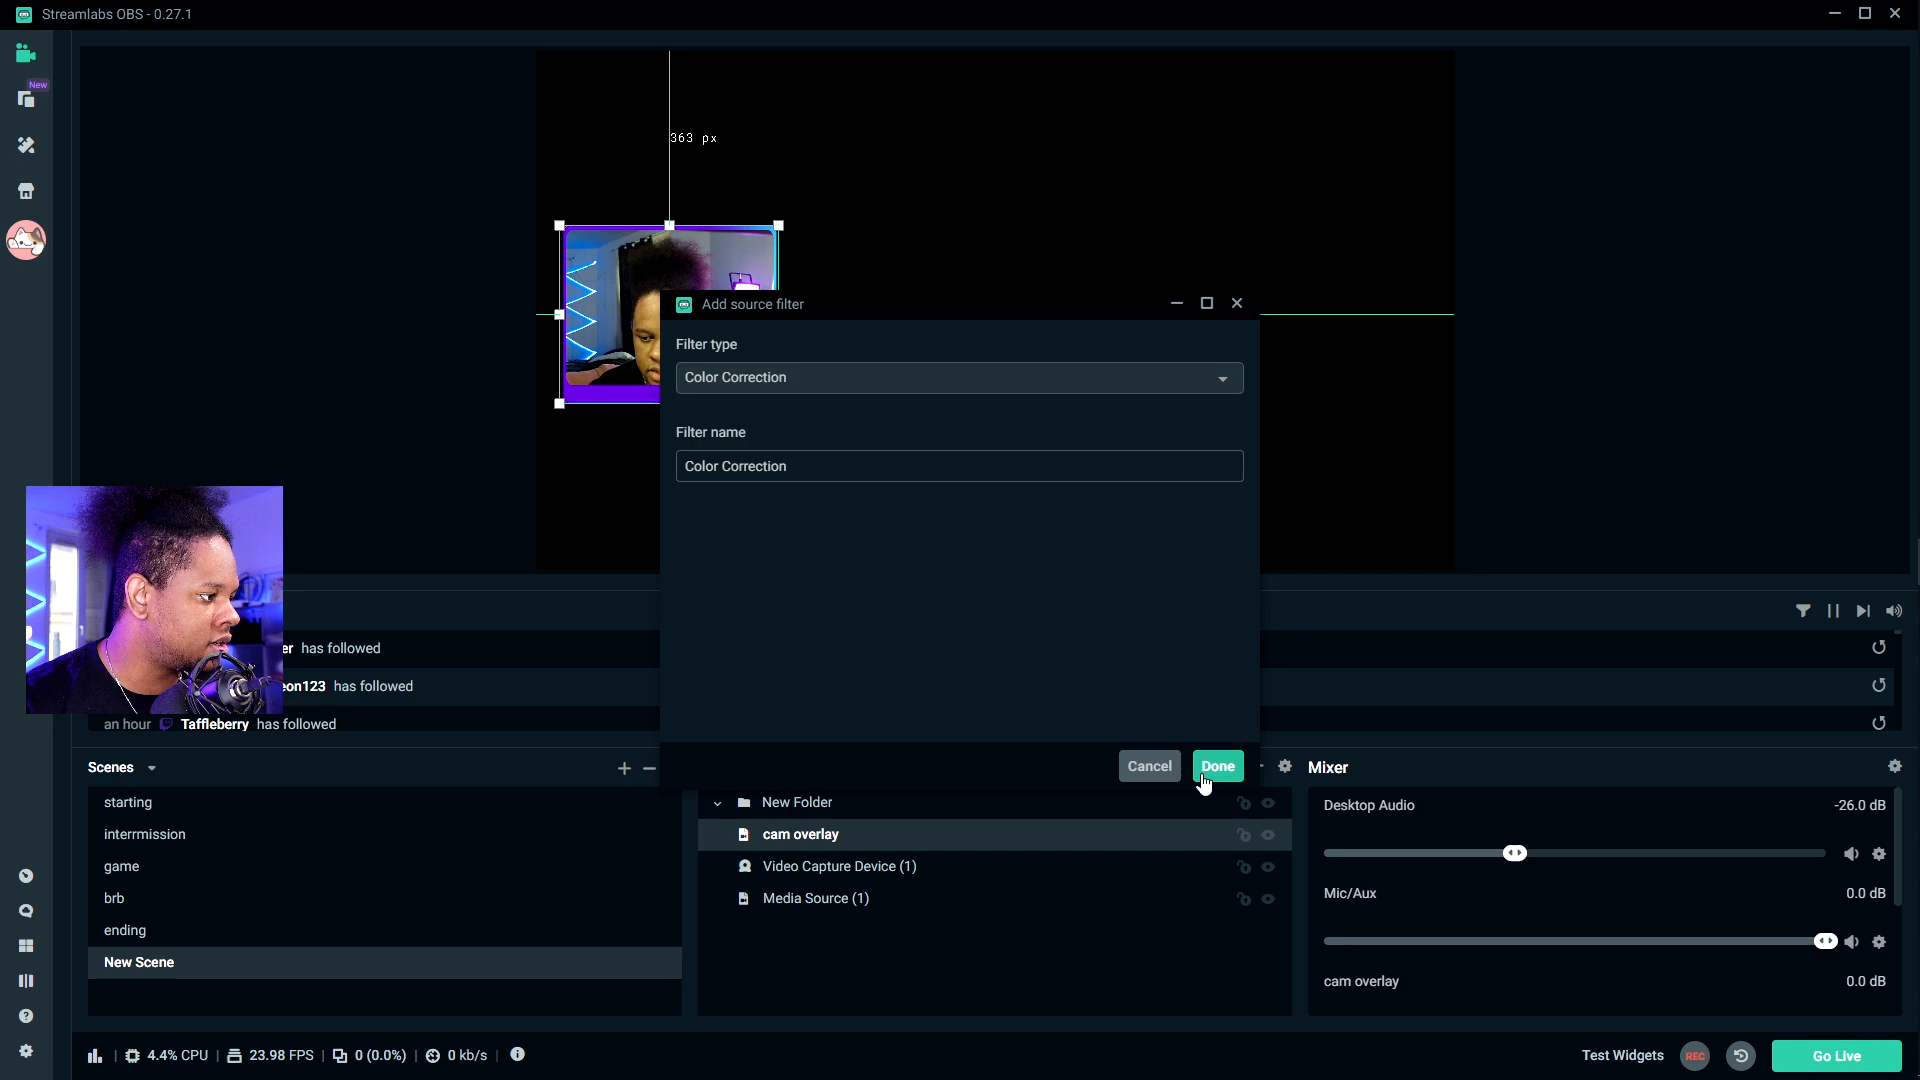 Streamlabs OBS - 0.27.1
New
363 px
Add source filter
Filter type
Color Correction
Filter name
Color Correction
er has followed
eon123 has followed
an hour Taffleberry has followed
Cancel
Done
Scenes
starting
interrmission
game
brb
ending
New Scene
New Folder
cam overlay
Video Capture Device (1)
Media Source (1)
Mixer
Desktop Audio -26.0 dB
Mic/Aux 0.0 dB
cam overlay 0.0 dB
4.4% CPU 23.98 FPS 0 (0.0%) 0 kb/s
Test Widgets REC Go Live